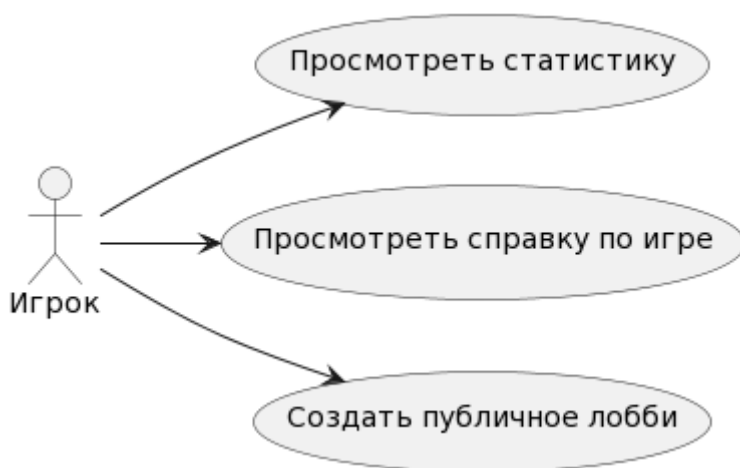 Просмотреть статистику
Просмотреть справку по игре
Игрок
Создать публичное лобби